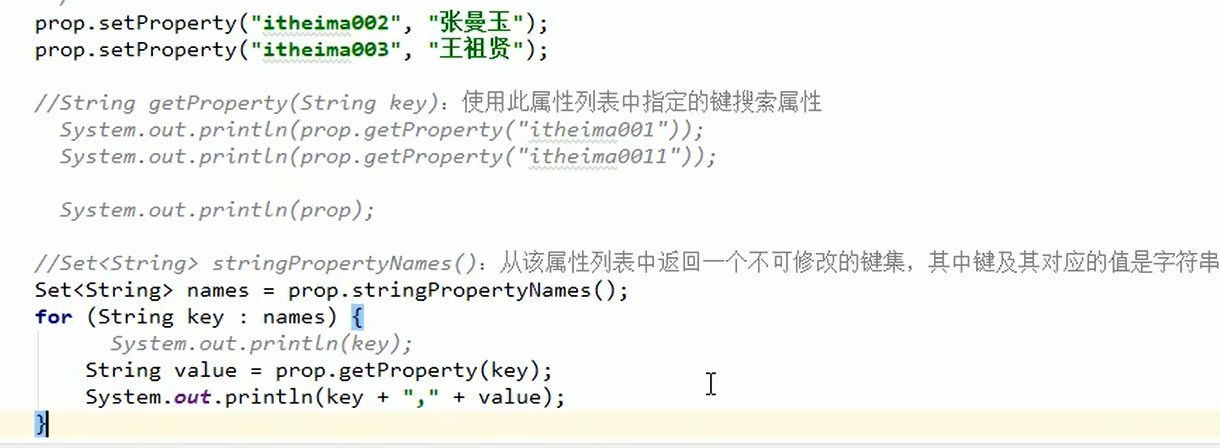 prop.setProperty("itheima002", "张曼玉");
prop.setProperty("itheima003", "王祖贤");
//String getProperty(String key)：使用此属性列表中指定的键搜索属性
System.out.println(prop.getProperty("itheima001"));
System.out.println(prop.getProperty("itheima0011"));
System.out.println(prop);
//Set<String> stringPropertyNames()：从该属性列表中返回一个不可修改的键集，其中键及其对应的值是字符串
Set<String> names = prop.stringPropertyNames();
for (String key : names) {
System.out.println(key);
String value = prop.getProperty(key);
System.out.println(key + "," + value);
}